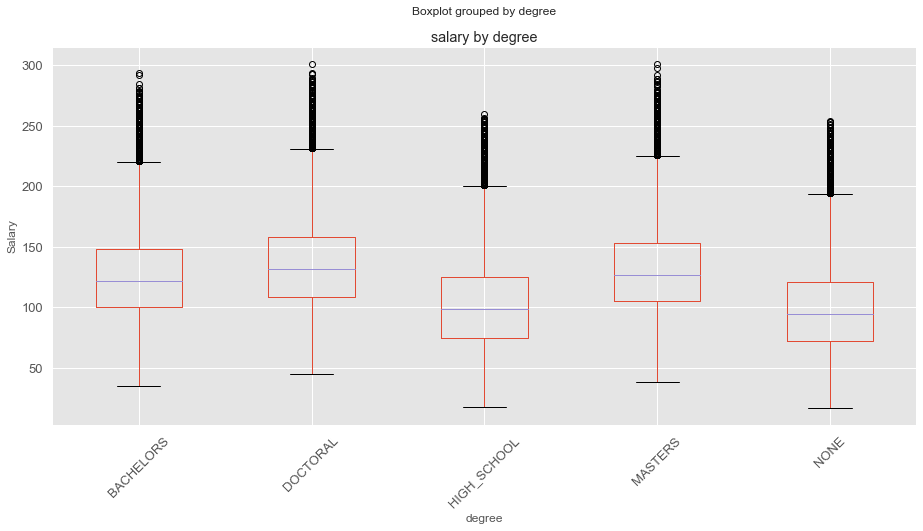 Boxplot grouped by degree
salary by degree
300
250
200
150
100
50
Salary
BACHELORS
DOCTORAL
HIGH_SCHOOL
MASTERS
NONE
degree